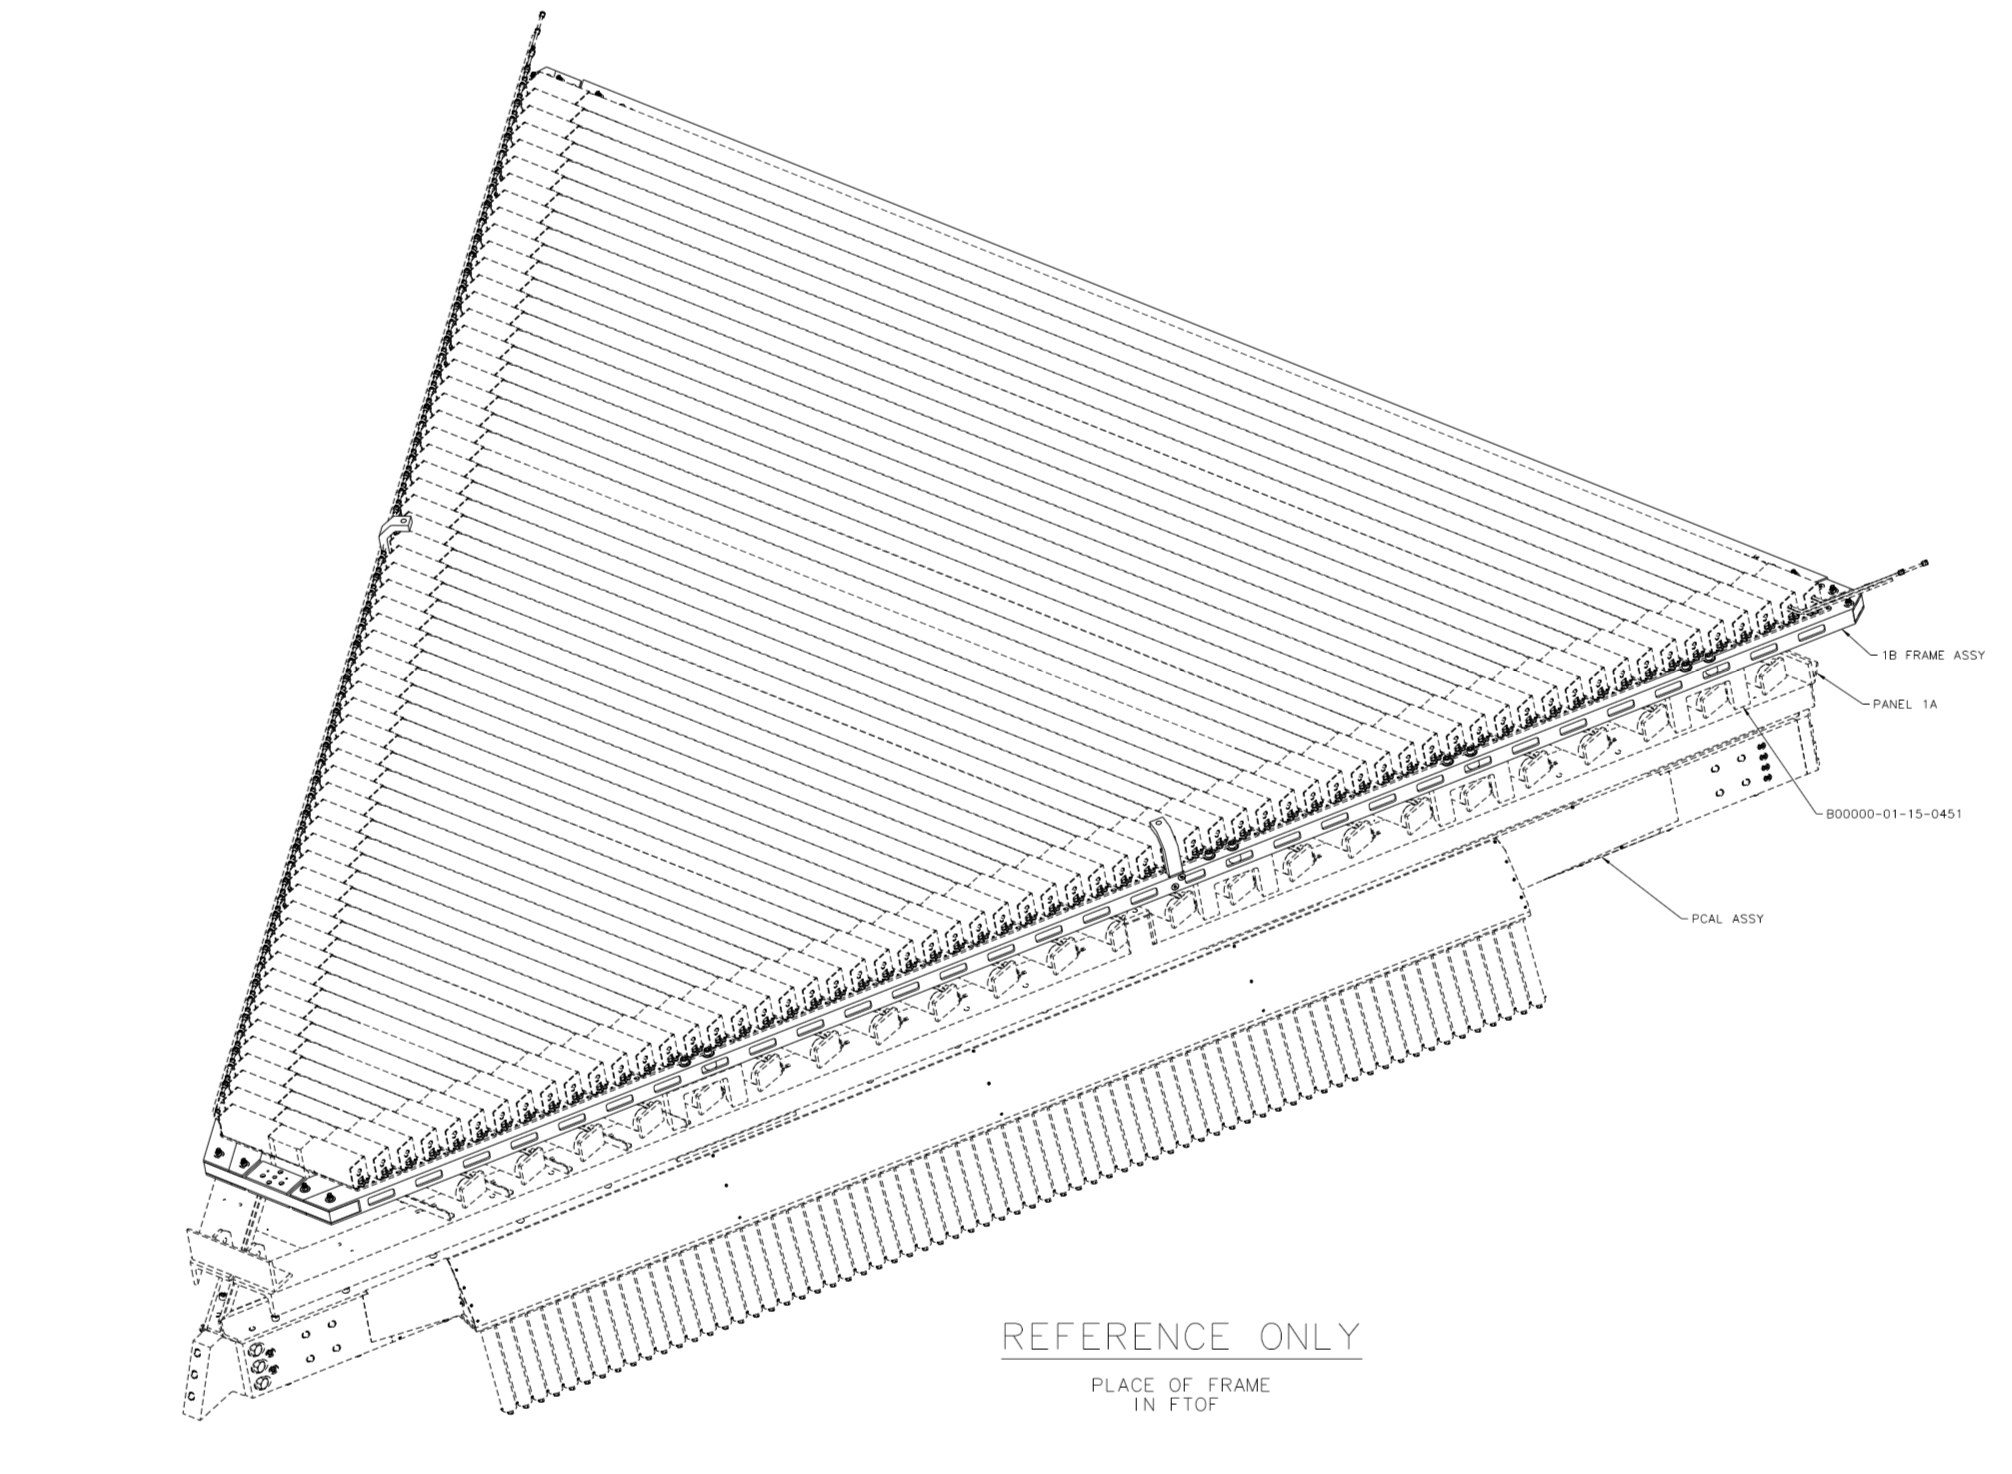 1B FRAME ASSY
PANEL 1A
B00000-01-15-0451
PCAL ASSY
REFERENCE ONLY
PLACE OF FRAME
IN FTOF